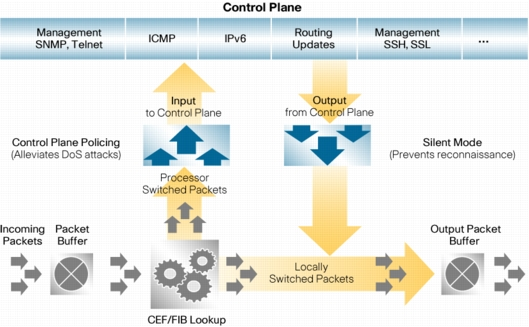 Control Plane
Management
SNMP, Telnet
ICMP
IPv6
Routing
Updates
Management
SSH, SSL
...
Input
to Control Plane
Output
from Control Plane
Control Plane Policing
(Alleviates DoS attacks)
Silent Mode
(Prevents reconnaissance)
Processor
Switched Packets
Incoming
Packets
Packet
Buffer
Locally
Switched Packets
Output Packet
Buffer
CEF/FIB Lookup